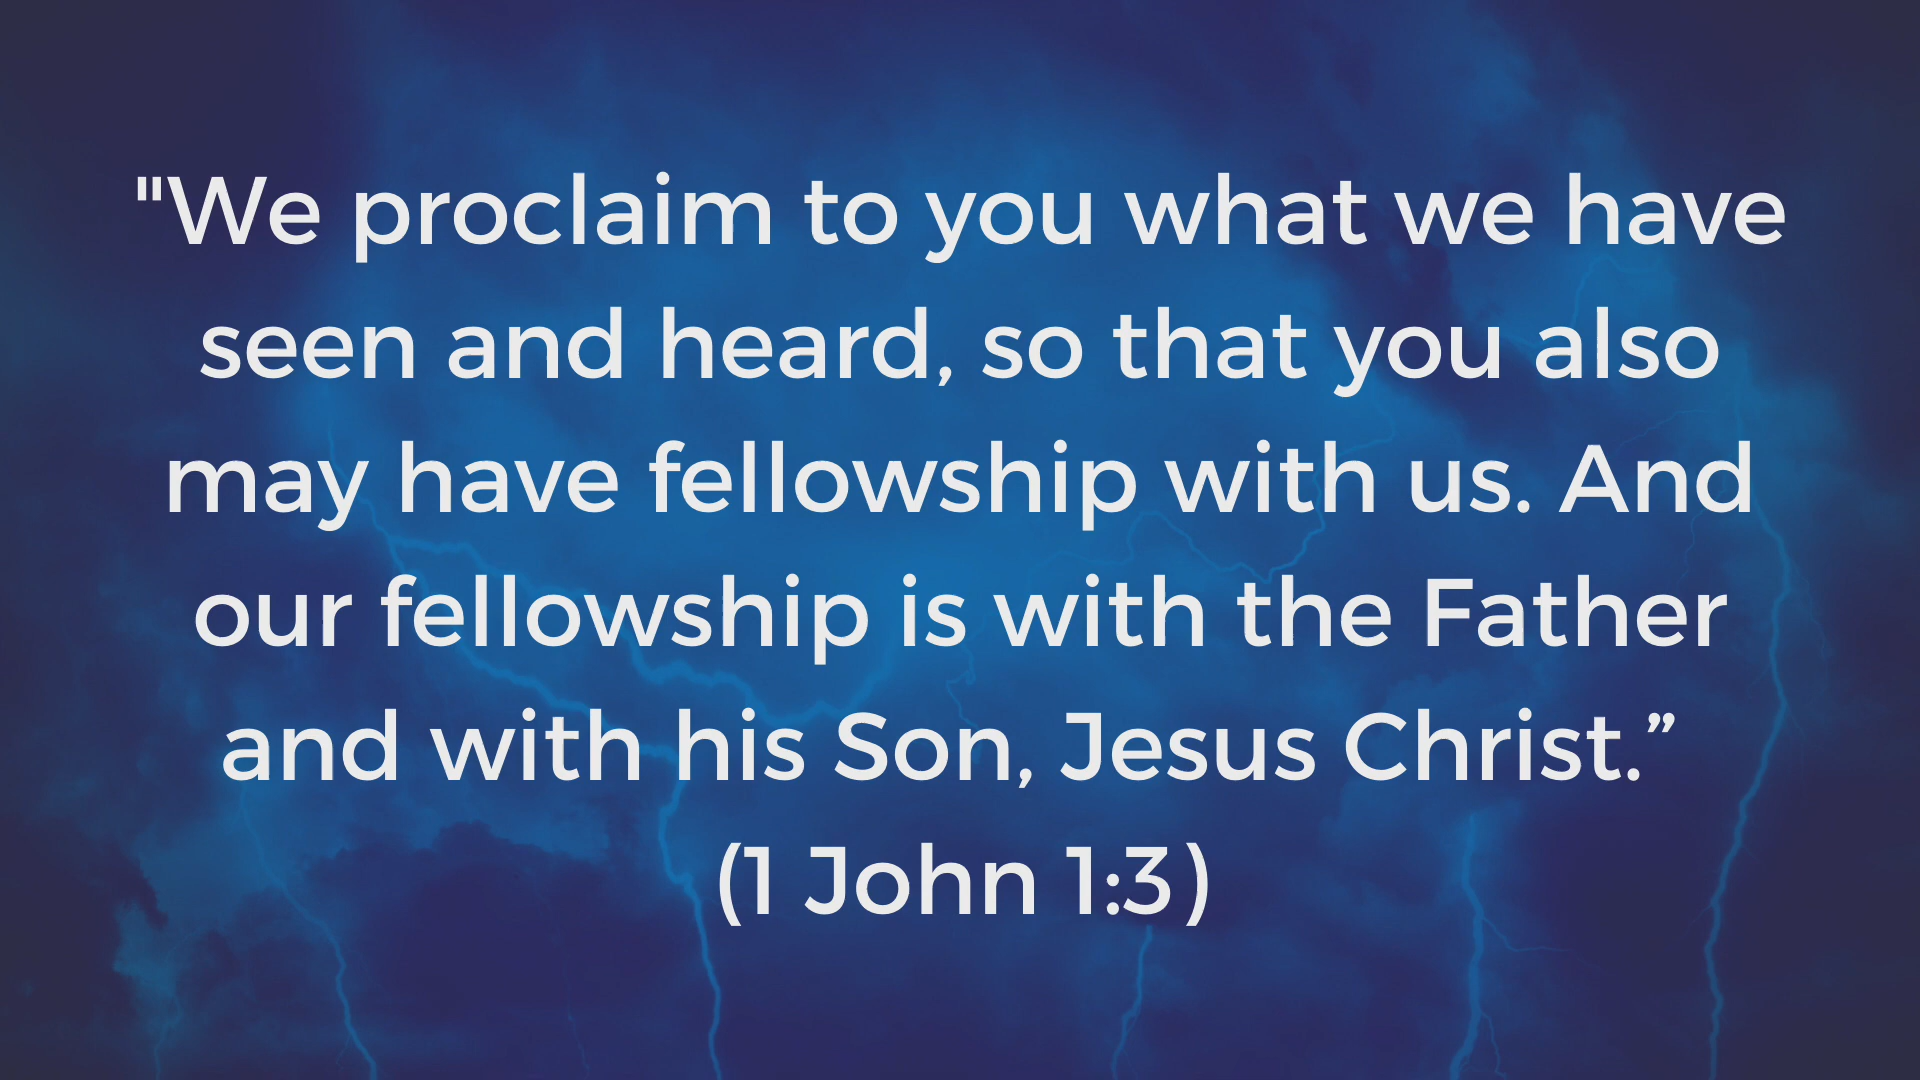 "We proclaim to you what we have
seen and heard, so that you also
may have fellowship with us. And
our fellowship is with the Father
and with his Son, Jesus Christ.”
(1 John 1:3)